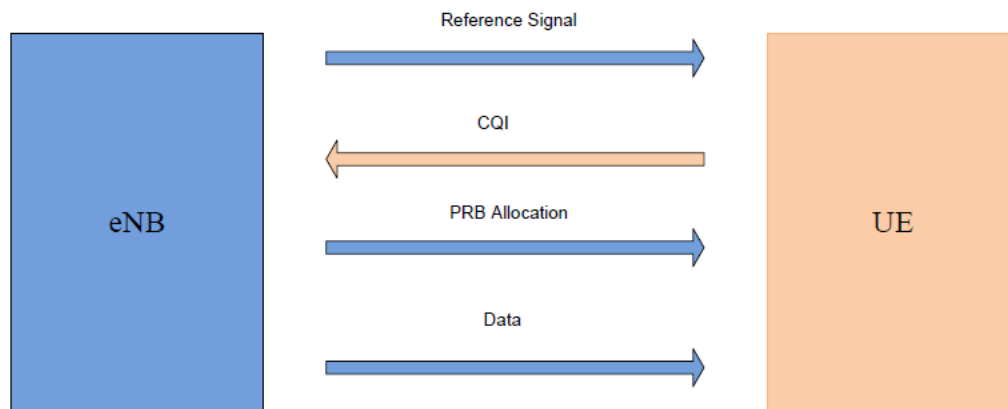 Reference Signal
CQI
eNB
PRB Allocation
UE
Data